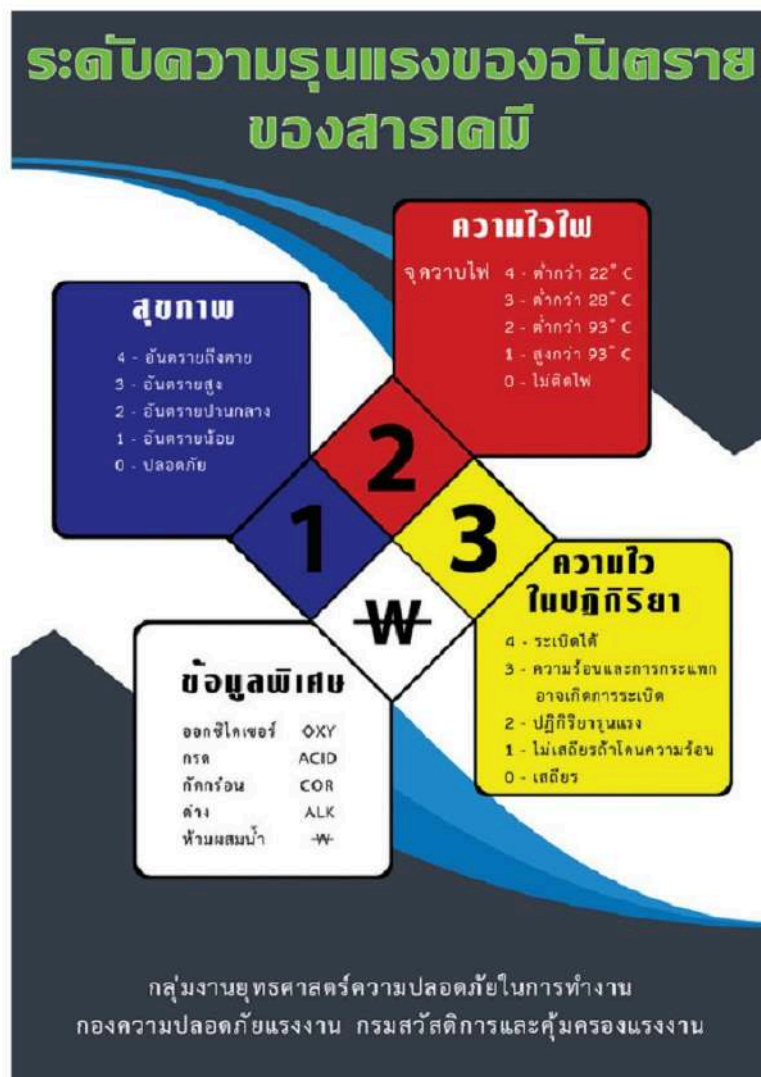 ระดับความรุนแรงของอันตราย
ของสารเคมี
ความไวไฟ
จุดวาบไฟ 4 - ต่ำกว่า 22° C
3 - ต่ำกว่า 28° C
2 - ต่ำกว่า 93° C
1 - สูงกว่า 93° C
0 - ไม่ติดไฟ
สุขภาพ
4 - อันตรายถึงตาย
3 - อันตรายสูง
2 - อันตรายปานกลาง
1 - อันตรายน้อย
0 - ปลอดภัย
2
1
3
W
ความไว
ในปฏิกิริยา
4 - ระเบิดได้
3 - ความร้อนและการกระแทก
อาจเกิดการระเบิด
2 - ปฏิกิริยารุนแรง
1 - ไม่เสถียรถ้าโดนความร้อน
0 - เสถียร
ข้อมูลพิเศษ
ออกซิไดเซอร์ OXY
กรด ACID
กัดกร่อน COR
ด่าง ALK
ห้ามผสมน้ำ W
กลุ่มงานยุทธศาสตร์ความปลอดภัยในการทำงาน
กองความปลอดภัยแรงงาน กรมสวัสดิการและคุ้มครองแรงงาน